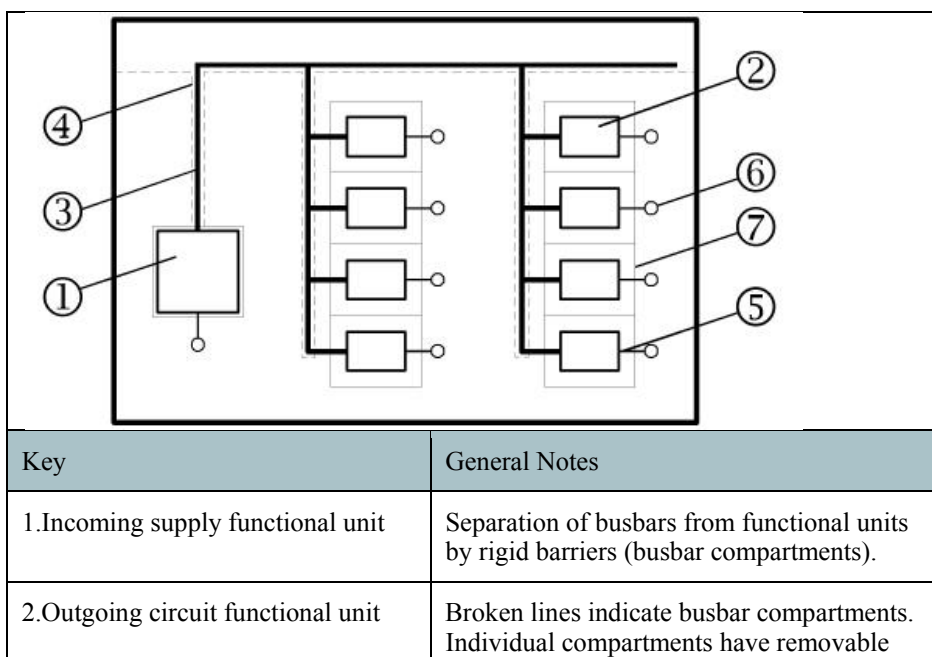 ②
④
⑥
③
⑦
①
⑤
Key
General Notes
1.Incoming supply functional unit
Separation of busbars from functional units
by rigid barriers (busbar compartments).
2.Outgoing circuit functional unit
Broken lines indicate busbar compartments.
Individual compartments have removable